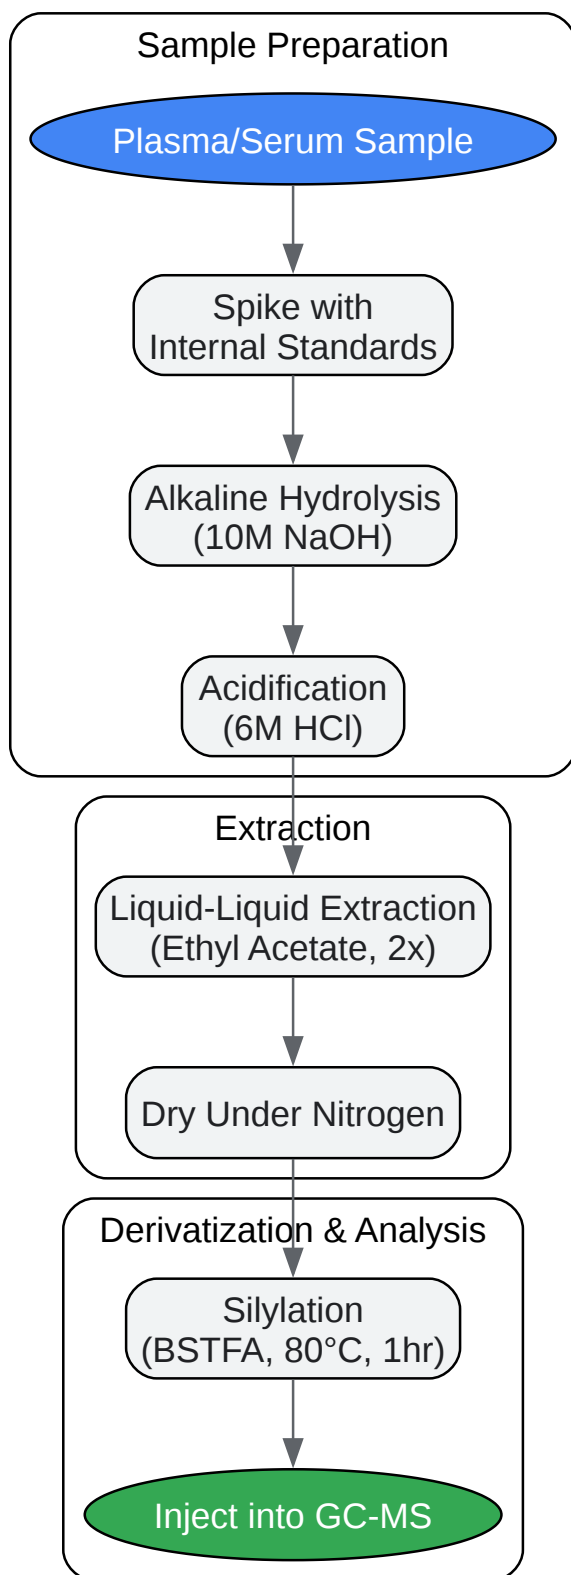 Sample Preparation
Plasma/Serum Sample
Spike with
Internal Standards
Alkaline Hydrolysis
(10M NaOH)
Acidification
(6M HCl)
Extraction
Liquid-Liquid Extraction
(Ethyl Acetate, 2x)
Dry Under Nitrogen
Derivatization & Analysis
Silylation
(BSTFA, 80°C, 1hr)
Inject into GC-MS